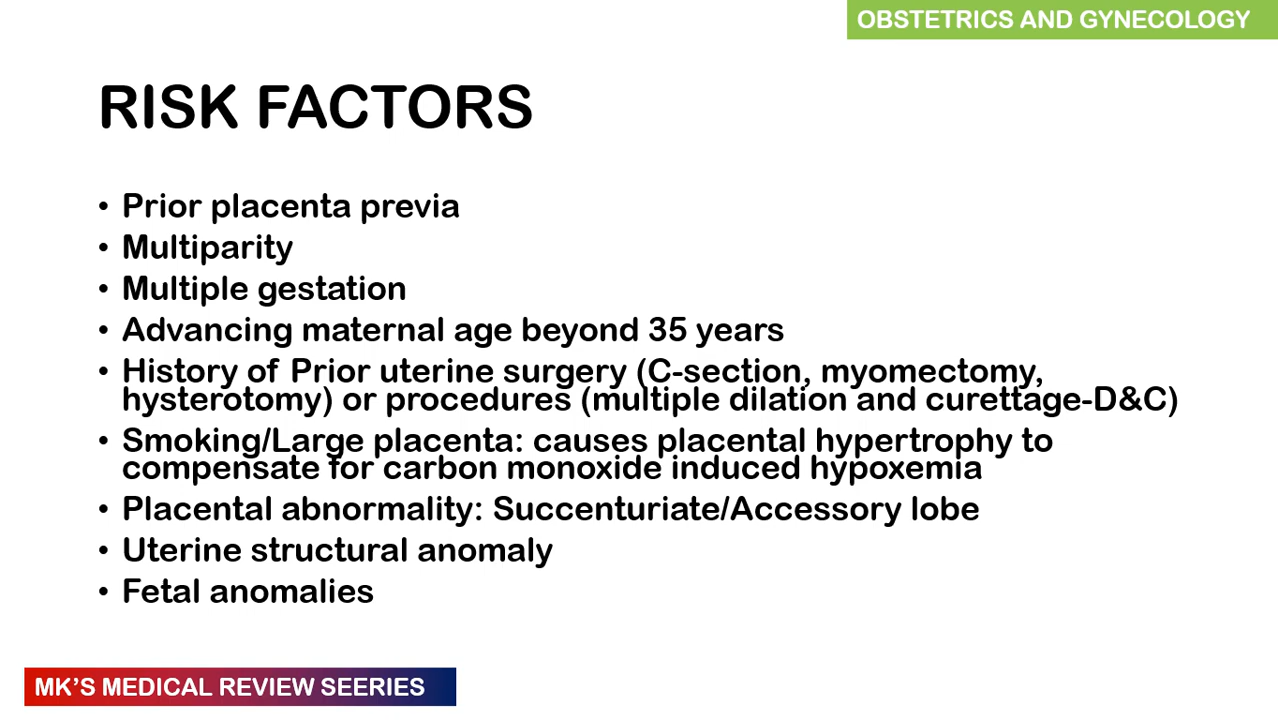 OBSTETRICS AND GYNECOLOGY
RISK FACTORS
• Prior placenta previa
• Multiparity
• Multiple gestation
• Advancing maternal age beyond 35 years
• History of Prior uterine surgery (C-section, myomectomy,
hysterotomy) or procedures (multiple dilation and curettage-D&C)
• Smoking/Large placenta: causes placental hypertrophy to
compensate for carbon monoxide induced hypoxemia
• Placental abnormality: Succenturiate/Accessory lobe
• Uterine structural anomaly
• Fetal anomalies
MK'S MEDICAL REVIEW SEERIES